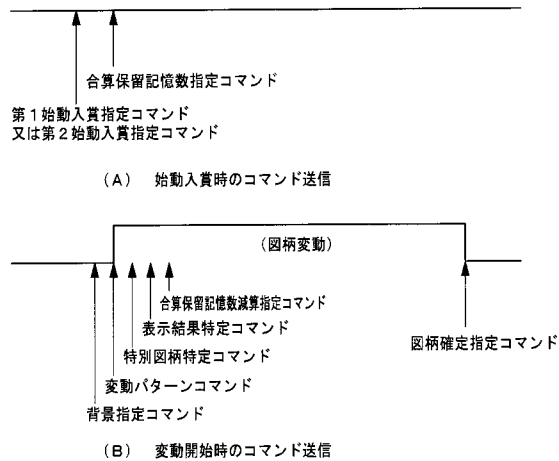 合算保留記憶数指定コマンド
第1始動入賞指定コマンド
又は第2始動入賞指定コマンド
(A) 始動入賞時のコマンド送信
(図柄変動)
合算保留記憶数減算指定コマンド
表示結果特定コマンド
図柄確定指定コマンド
特別図柄特定コマンド
変動パターンコマンド
背景指定コマンド
(B) 変動開始時のコマンド送信